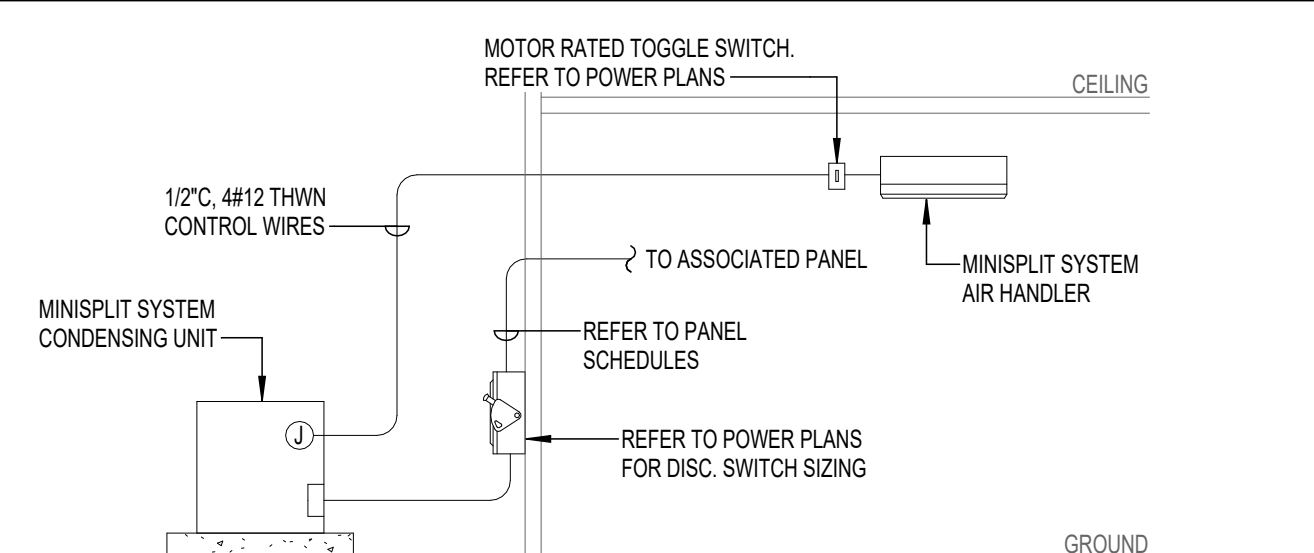 MOTOR RATED TOGGLE SWITCH.
REFER TO POWER PLANS
CEILING
1/2"C, 4#12 THWN
CONTROL WIRES
TO ASSOCIATED PANEL
MINISPLIT SYSTEM
AIR HANDLER
MINISPLIT SYSTEM
CONDENSING UNIT
REFER TO PANEL
SCHEDULES
J
REFER TO POWER PLANS
FOR DISC. SWITCH SIZING
GROUND